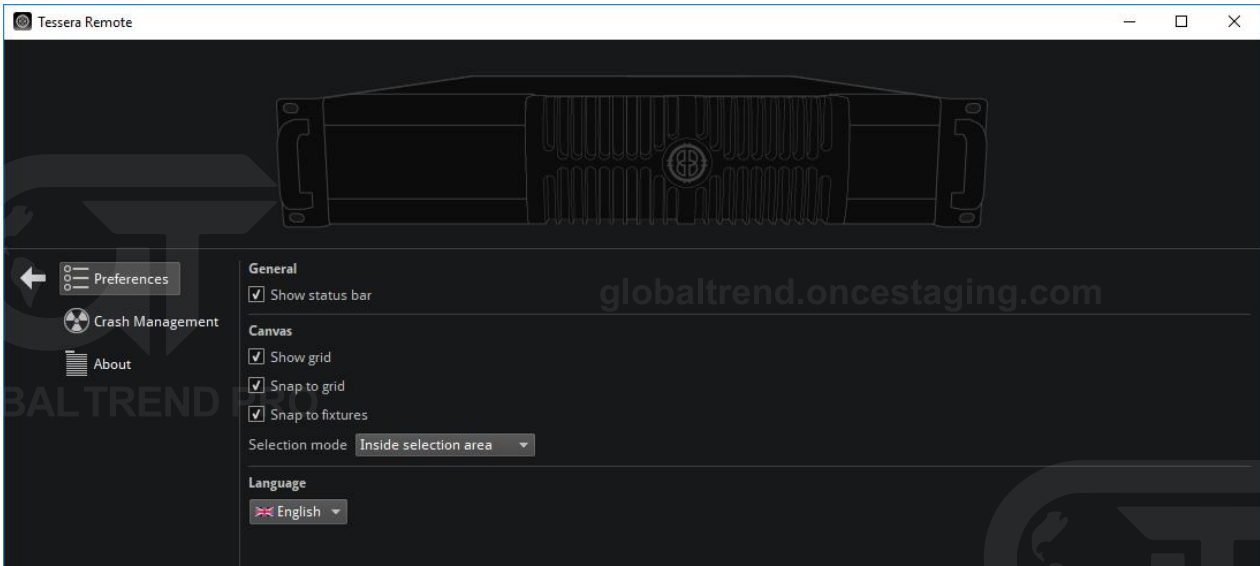 Tessera Remote
Preferences
Crash Management
About
General
Show status bar
Canvas
Show grid
Snap to grid
Snap to fixtures
Selection mode Inside selection area
Language
English
globaltrend.oncestaging.com
BAL TREND PRO